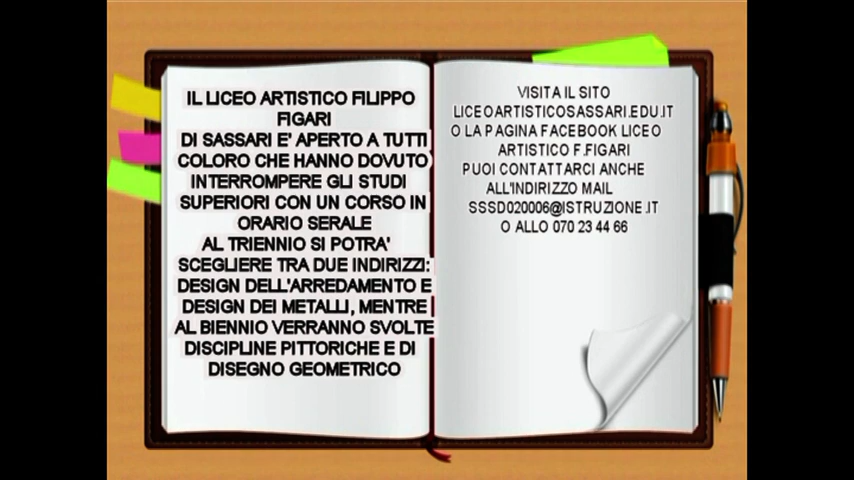 IL LICEO ARTISTICO FILIPPO
FIGARI
DI SASSARI E' APERTO A TUTTI
COLORO CHE HANNO DOVUTO
INTERROMPERE GLI STUDI
SUPERIORI CON UN CORSO IN
ORARIO SERALE
AL TRIENNIO SI POTRA'
SCEGLIERE TRA DUE INDIRIZZI:
DESIGN DELL'ARREDAMENTO E
DESIGN DEI METALLI, MENTRE
AL BIENNIO VERRANNO SVOLTE
DISCIPLINE PITTORICHE E DI
DISEGNO GEOMETRICO
VISITA IL SITO
LICEOARTISTICOSASSARI.EDU.IT
O LA PAGINA FACEBOOK LICEO
ARTISTICO F.FIGARI
PUOI CONTATTARCI ANCHE
ALL'INDIRIZZO MAIL
SSSD020006@ISTRUZIONE.IT
O ALLO 070 23 44 66